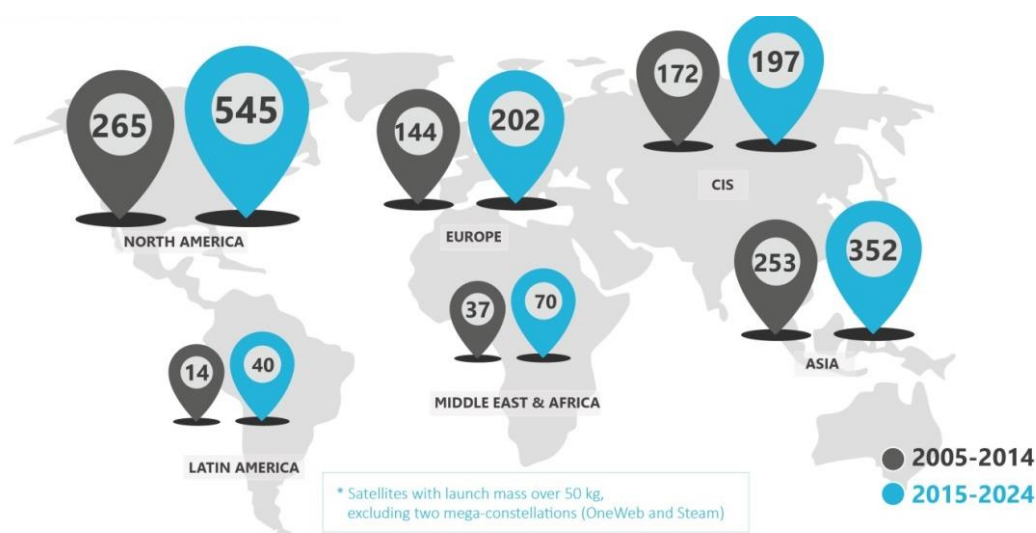 265
545
NORTH AMERICA
144
202
EUROPE
172
197
CIS
253
352
ASIA
37
70
MIDDLE EAST & AFRICA
14
40
LATIN AMERICA
2005-2014
2015-2024
* Satellites with launch mass over 50 kg,
excluding two mega-constellations (OneWeb and Steam)